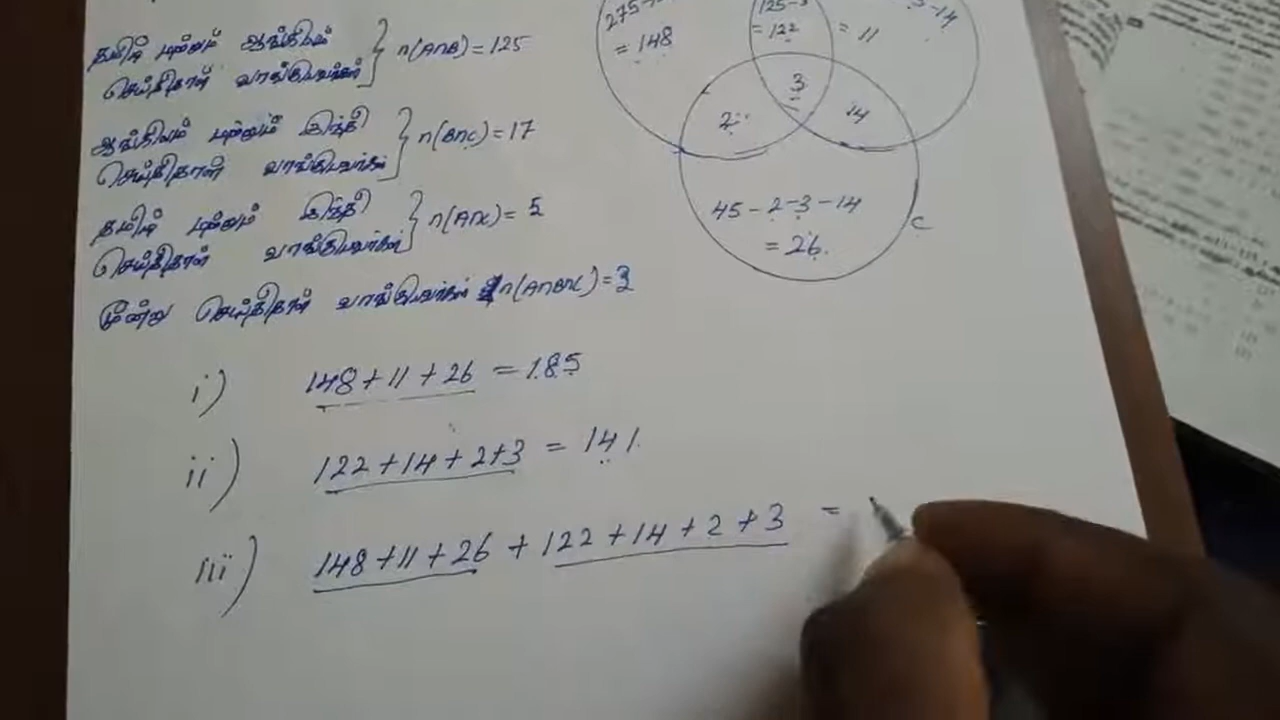 தமிழ் மற்றும் ஆங்கிலம்
செய்தித்தாள் வாங்குபவர்கள் } n(A∩B) = 125
ஆங்கிலம் மற்றும் இந்தி
செய்தித்தாள் வாங்குபவர்கள் } n(B∩C) = 17
தமிழ் மற்றும் இந்தி
செய்தித்தாள் வாங்குபவர்கள் } n(A∩C) = 5
மூன்று செய்தித்தாள் வாங்குபவர்கள் n(A∩B∩C) = 3
= 148
125-3
= 122
= 11
3
2
14
45 - 2 - 3 - 14
= 26.
C
i) 148 + 11 + 26 = 185
ii) 122 + 14 + 2 + 3 = 141.
iii) 148 + 11 + 26 + 122 + 14 + 2 + 3 =